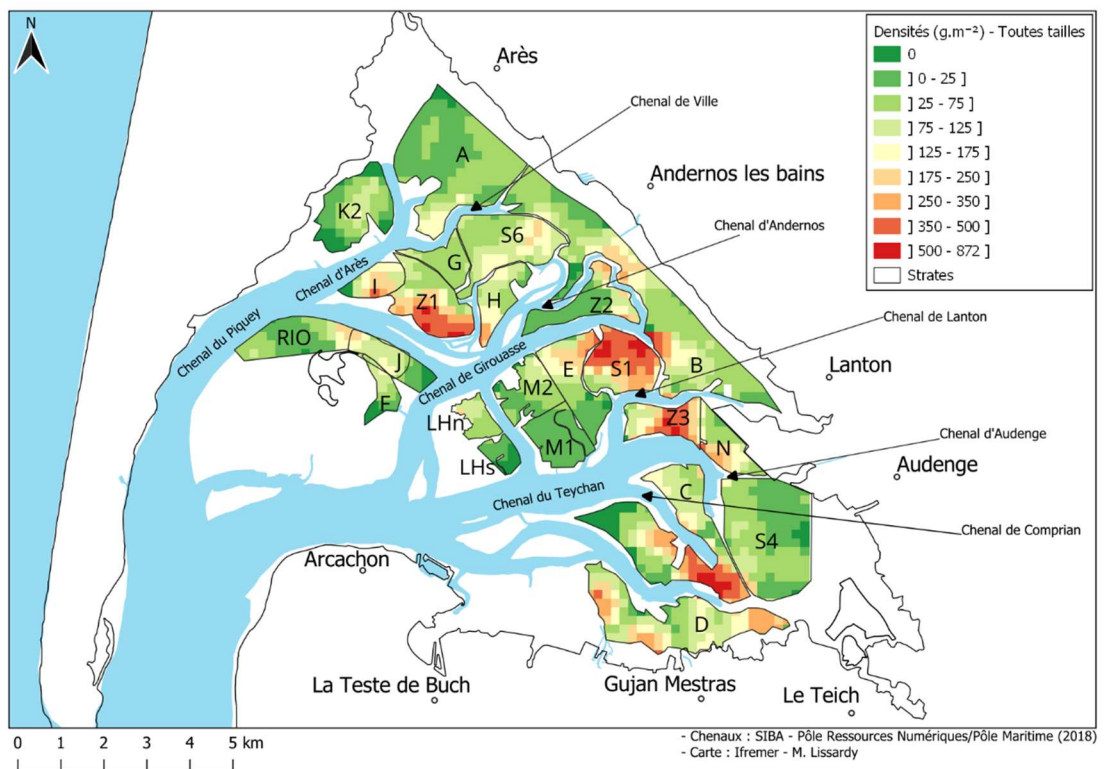 N
Densités (g.m⁻²) - Toutes tailles
0
] 0 - 25 ]
] 25 - 75 ]
] 75 - 125 ]
] 125 - 175 ]
] 175 - 250 ]
] 250 - 350 ]
] 350 - 500 ]
] 500 - 872 ]
Strates
Arès
Chenal de Ville
A
Andernos les bains
K2
Chenal d'Andernos
S6
G
Chenal d'Arès
I
Z1
H
Z2
Chenal du Piquey
Chenal de Lanton
RIO
J
Chenal de Girouasse
E
S1
B
Lanton
M2
F
LHn
Z3
Chenal d'Audenge
M1
N
LHs
Audenge
Chenal du Teychan
C
Chenal de Comprian
S4
Arcachon
D
La Teste de Buch
Gujan Mestras
Le Teich
0 1 2 3 4 5 km
- Chenaux : SIBA - Pôle Ressources Numériques/Pôle Maritime (2018)
- Carte : Ifremer - M. Lissardy